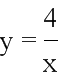 y = 4/x